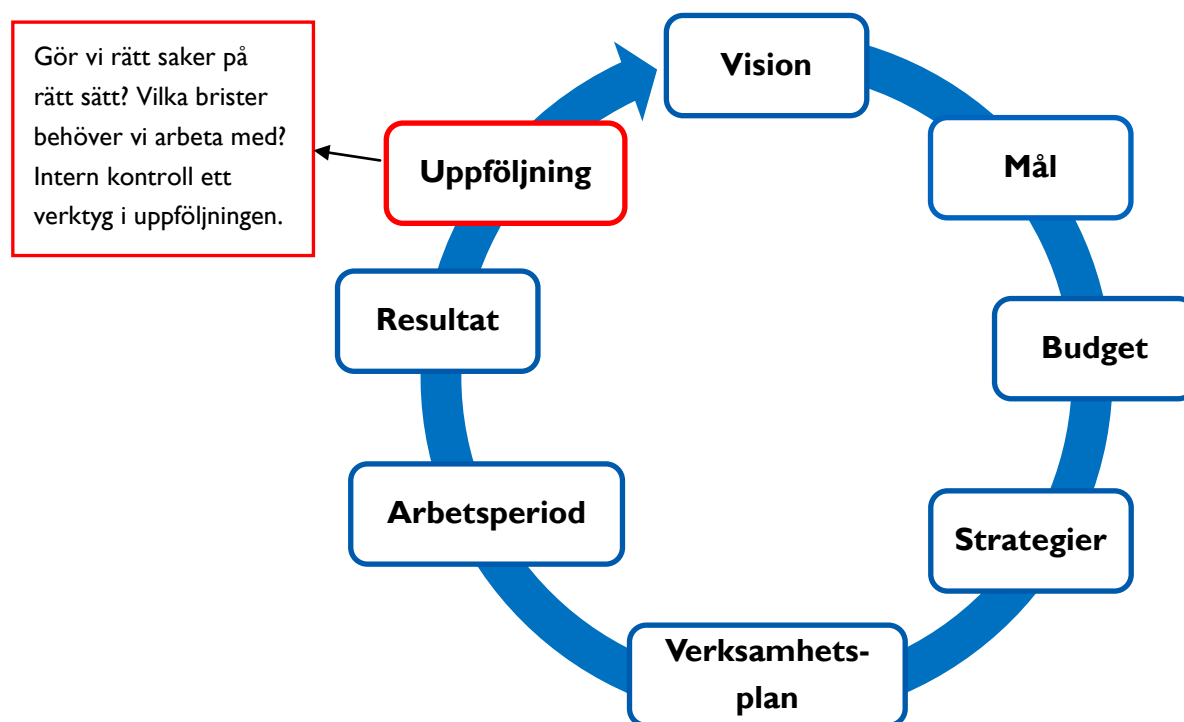 Gör vi rätt saker på
rätt sätt? Vilka brister
behöver vi arbeta med?
Intern kontroll ett
verktyg i uppföljningen.
Vision
Mål
Budget
Strategier
Verksamhets-
plan
Arbetsperiod
Resultat
Uppföljning